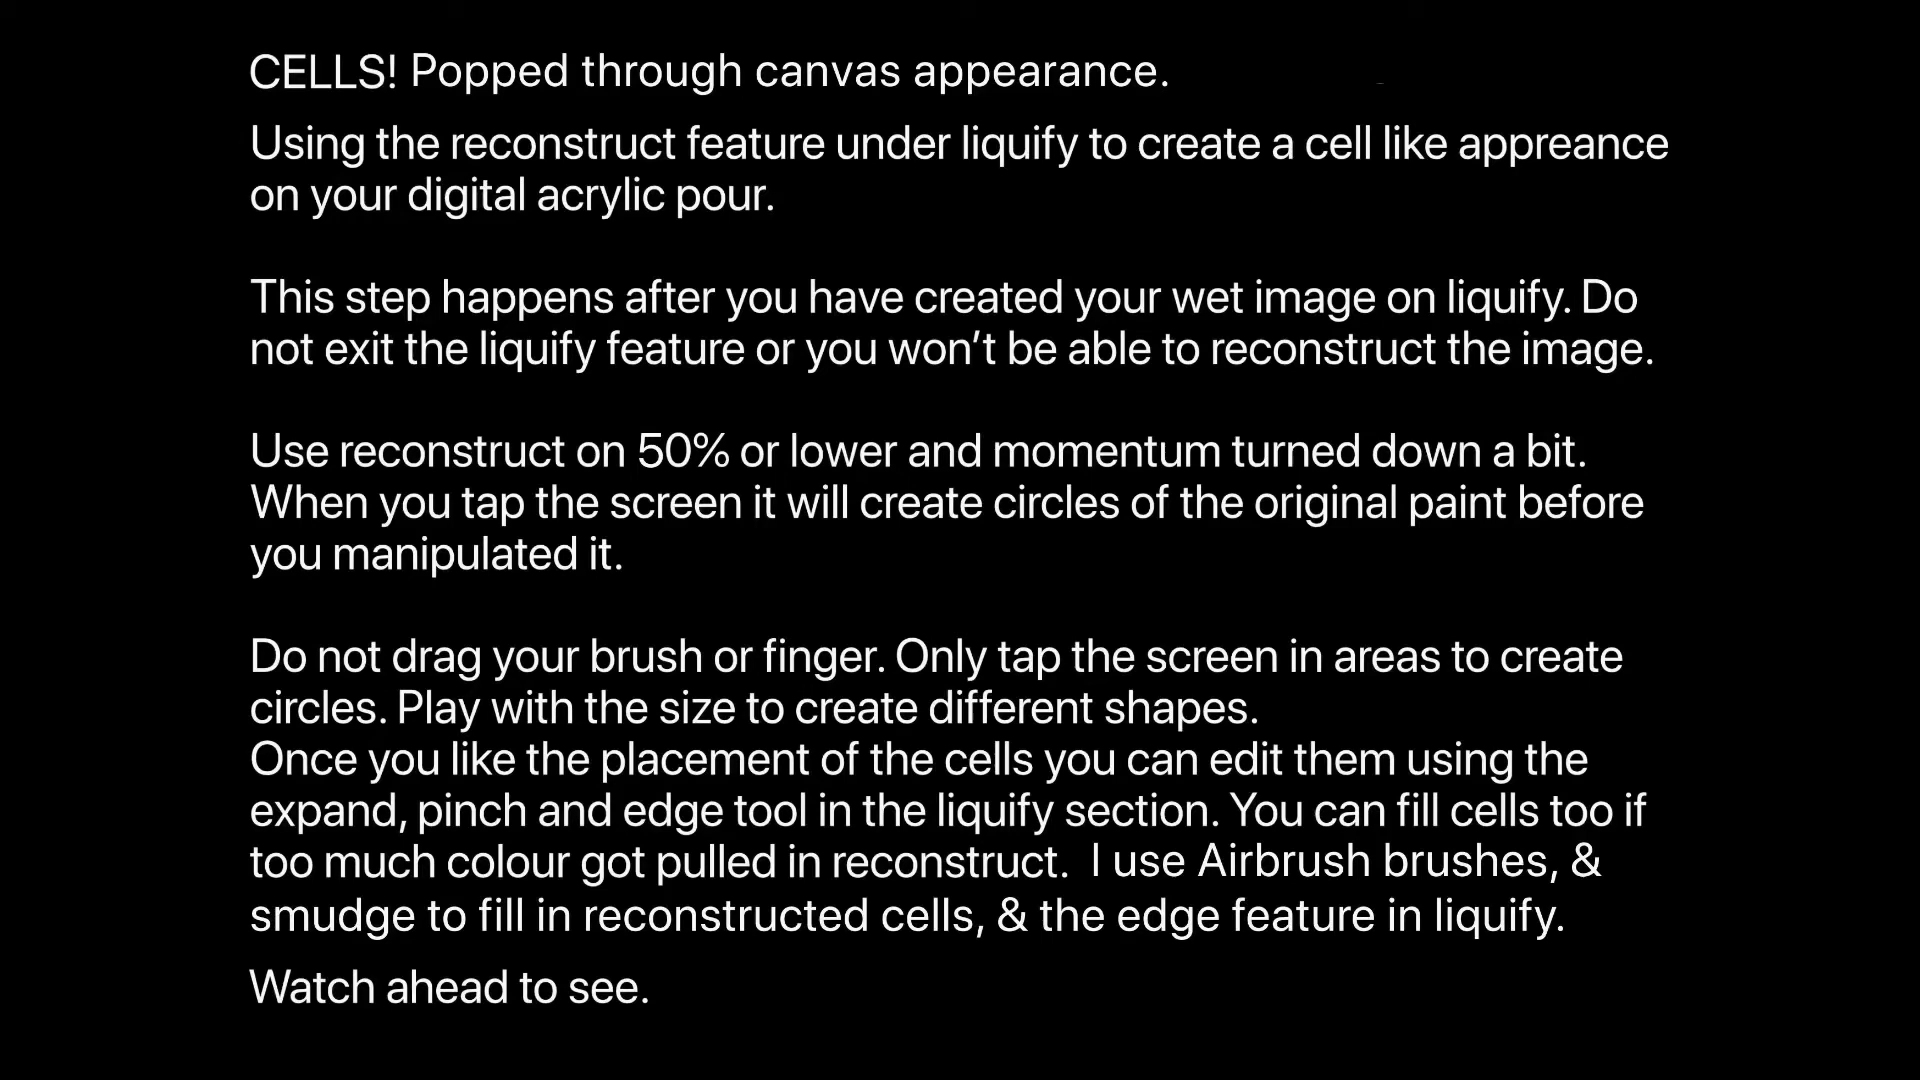 CELLS! Popped through canvas appearance.
Using the reconstruct feature under liquify to create a cell like appreance
on your digital acrylic pour.
This step happens after you have created your wet image on liquify. Do
not exit the liquify feature or you won’t be able to reconstruct the image.
Use reconstruct on 50% or lower and momentum turned down a bit.
When you tap the screen it will create circles of the original paint before
you manipulated it.
Do not drag your brush or finger. Only tap the screen in areas to create
circles. Play with the size to create different shapes.
Once you like the placement of the cells you can edit them using the
expand, pinch and edge tool in the liquify section. You can fill cells too if
too much colour got pulled in reconstruct. I use Airbrush brushes, &
smudge to fill in reconstructed cells, & the edge feature in liquify.
Watch ahead to see.